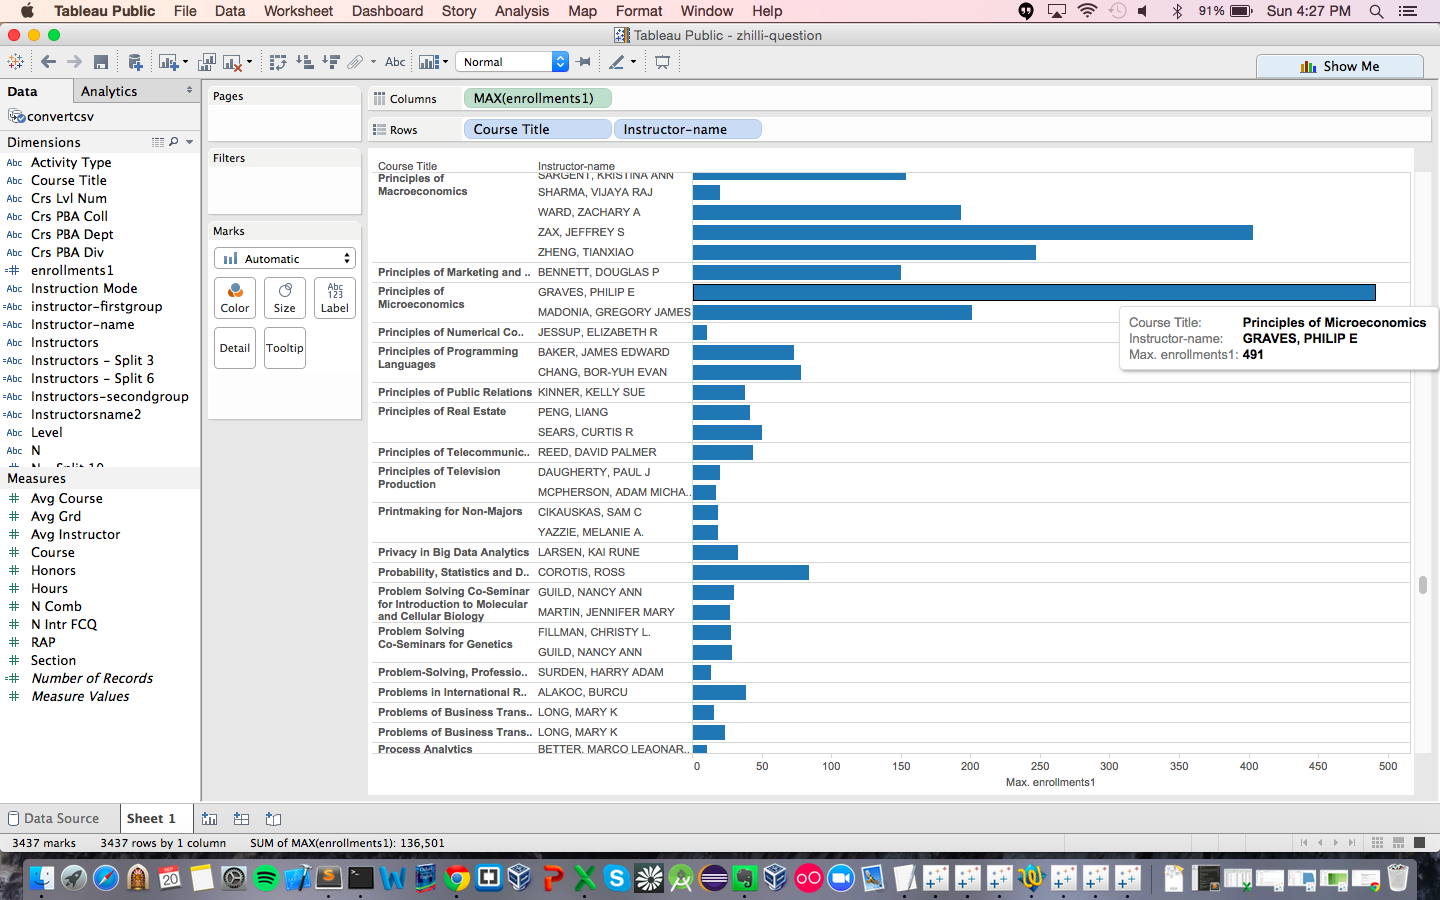 Tableau Public File Data Worksheet Dashboard Story Analysis Map Format Window Help 91% Sun 4:27 PM
Tableau Public - zhilli-question
Abc Normal Show Me
Data Analytics
convertcsv
Dimensions
Abc Activity Type
Abc Course Title
Abc Crs Lvl Num
Abc Crs PBA Coll
Abc Crs PBA Dept
Abc Crs PBA Div
=# enrollments1
Abc Instruction Mode
=Abc instructor-firstgroup
=Abc Instructor-name
Abc Instructors
=Abc Instructors - Split 3
=Abc Instructors - Split 6
=Abc Instructors-secondgroup
=Abc Instructorsname2
Abc Level
Abc N
# N - Split 10
Measures
# Avg Course
# Avg Grd
# Avg Instructor
# Course
# Honors
# Hours
# N Comb
# N Intr FCQ
# RAP
# Section
=# Number of Records
# Measure Values
Pages
Filters
Marks
Automatic
Color Size Abc 123 Label
Detail Tooltip
Columns MAX(enrollments1)
Rows Course Title Instructor-name
Course Title Instructor-name
Principles of Macroeconomics SARGENT, KRISTINA ANN
SHARMA, VIJAYA RAJ
WARD, ZACHARY A
ZAX, JEFFREY S
ZHENG, TIANXIAO
Principles of Marketing and .. BENNETT, DOUGLAS P
Principles of Microeconomics GRAVES, PHILIP E
MADONIA, GREGORY JAMES
Principles of Numerical Co.. JESSUP, ELIZABETH R
Principles of Programming Languages BAKER, JAMES EDWARD
CHANG, BOR-YUH EVAN
Principles of Public Relations KINNER, KELLY SUE
Principles of Real Estate PENG, LIANG
SEARS, CURTIS R
Principles of Telecommunic.. REED, DAVID PALMER
Principles of Television Production DAUGHERTY, PAUL J
MCPHERSON, ADAM MICHA..
Printmaking for Non-Majors CIKAUSKAS, SAM C
YAZZIE, MELANIE A.
Privacy in Big Data Analytics LARSEN, KAI RUNE
Probability, Statistics and D.. COROTIS, ROSS
Problem Solving Co-Seminar for Introduction to Molecular and Cellular Biology GUILD, NANCY ANN
MARTIN, JENNIFER MARY
Problem Solving Co-Seminars for Genetics FILLMAN, CHRISTY L.
GUILD, NANCY ANN
Problem-Solving, Professio.. SURDEN, HARRY ADAM
Problems in International R.. ALAKOC, BURCU
Problems of Business Trans.. LONG, MARY K
Problems of Business Trans.. LONG, MARY K
Process Analytics BETTER, MARCO LEAONAR..
Course Title: Principles of Microeconomics
Instructor-name: GRAVES, PHILIP E
Max. enrollments1: 491
0 50 100 150 200 250 300 350 400 450 500
Max. enrollments1
Data Source Sheet 1
3437 marks 3437 rows by 1 column SUM of MAX(enrollments1): 136,501